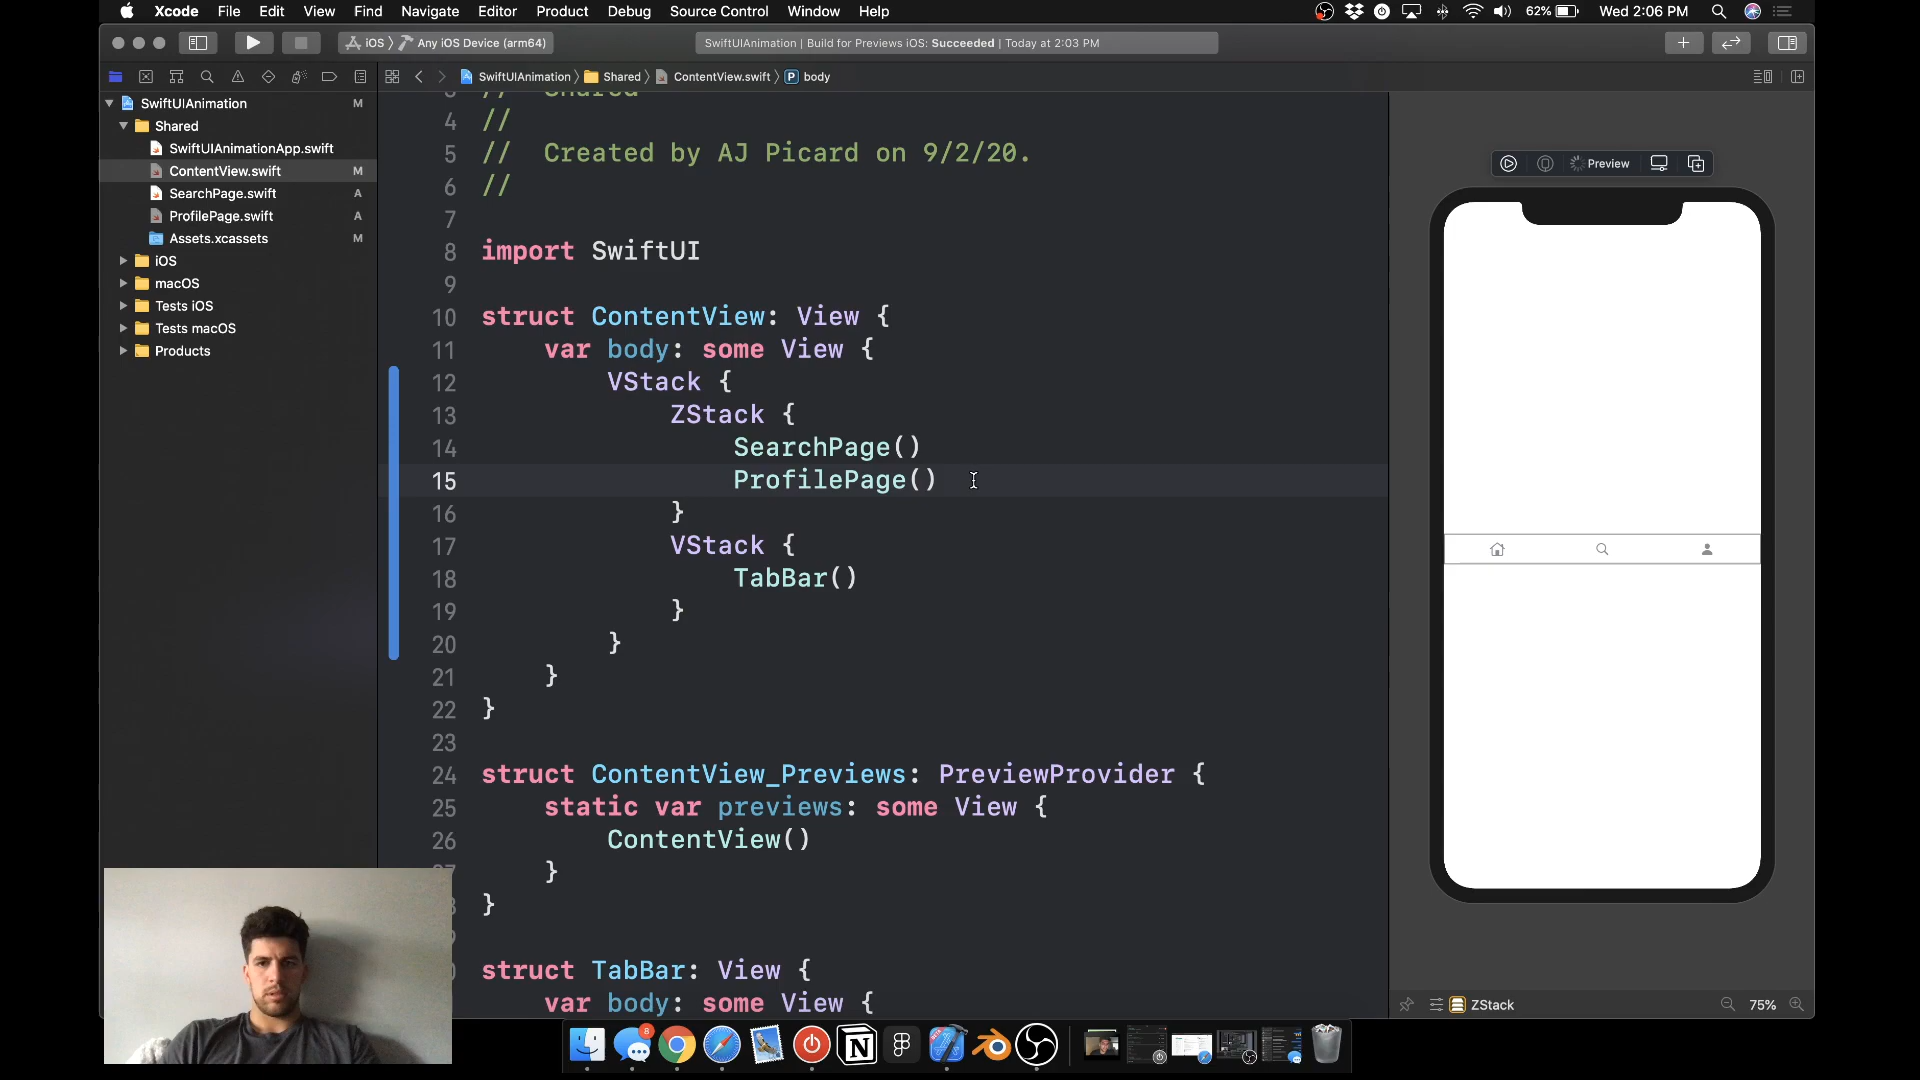 Xcode File Edit View Find Navigate Editor Product Debug Source Control Window Help 62% Wed 2:06 PM
iOS Any iOS Device (arm64) SwiftUIAnimation | Build for Previews iOS: Succeeded | Today at 2:03 PM
SwiftUIAnimation Shared ContentView.swift P body
SwiftUIAnimation M
Shared
SwiftUIAnimationApp.swift
ContentView.swift M
SearchPage.swift A
ProfilePage.swift A
Assets.xcassets M
iOS
macOS
Tests iOS
Tests macOS
Products
3 // Shared
4 //
5 // Created by AJ Picard on 9/2/20.
6 //
7
8 import SwiftUI
9
10 struct ContentView: View {
11 var body: some View {
12 VStack {
13 ZStack {
14 SearchPage()
15 ProfilePage()
16 }
17 VStack {
18 TabBar()
19 }
20 }
21 }
22 }
23
24 struct ContentView_Previews: PreviewProvider {
25 static var previews: some View {
26 ContentView()
27 }
}
struct TabBar: View {
var body: some View {
Preview
ZStack 75%
8